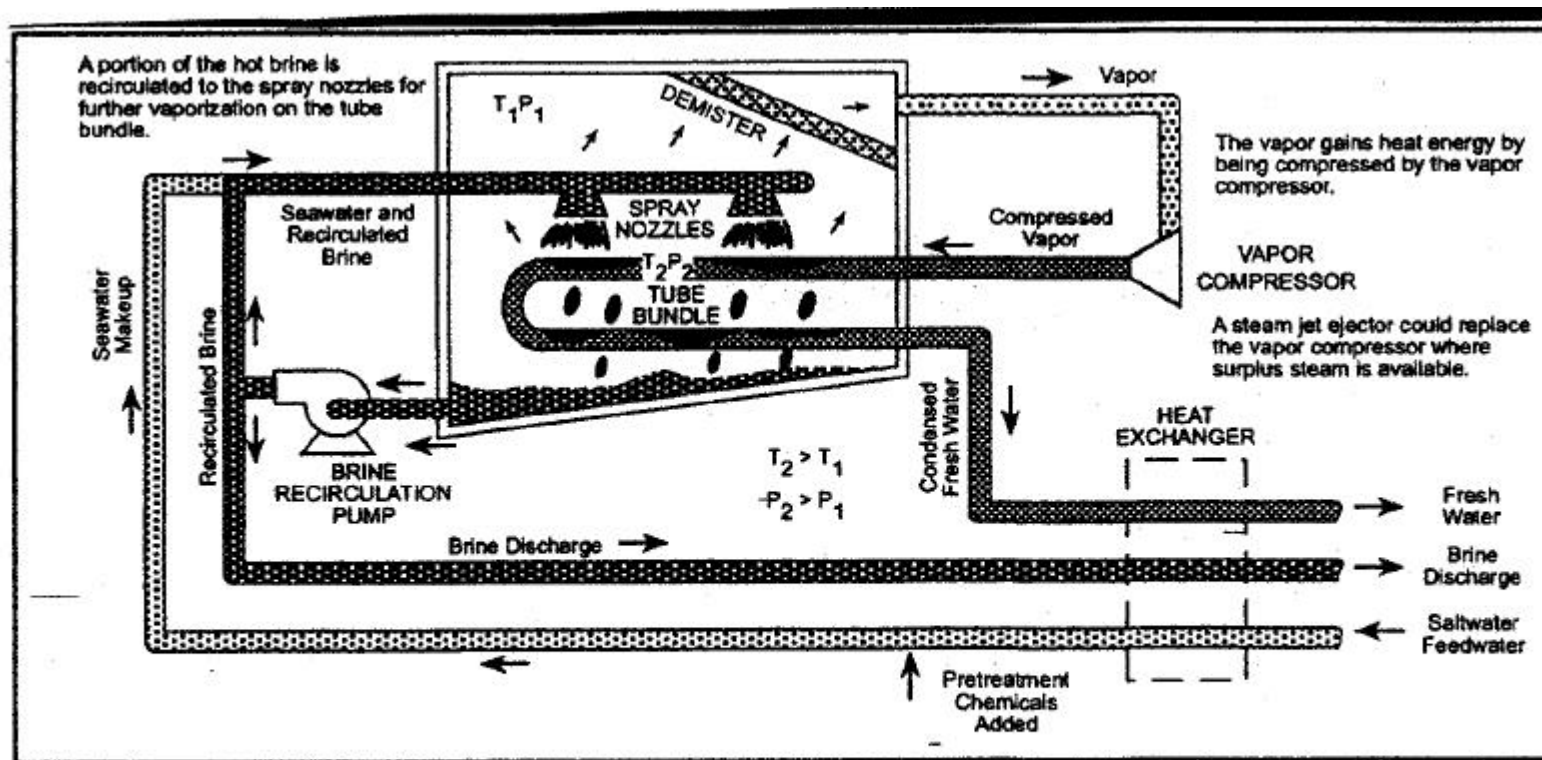 A portion of the hot brine is
recirculated to the spray nozzles for
further vaporization on the tube
bundle.
T1P1
DEMISTER
Vapor
The vapor gains heat energy by
being compressed by the vapor
compressor.
Seawater and
Recirculated
Brine
SPRAY
NOZZLES
Compressed
Vapor
VAPOR
COMPRESSOR
T2P2
TUBE
BUNDLE
A steam jet ejector could replace
the vapor compressor where
surplus steam is available.
Seawater
Makeup
Recirculated Brine
BRINE
RECIRCULATION
PUMP
T2 > T1
P2 > P1
Condensed
Fresh Water
HEAT
EXCHANGER
Fresh
Water
Brine Discharge
Brine
Discharge
Saltwater
Feedwater
Pretreatment
Chemicals
Added